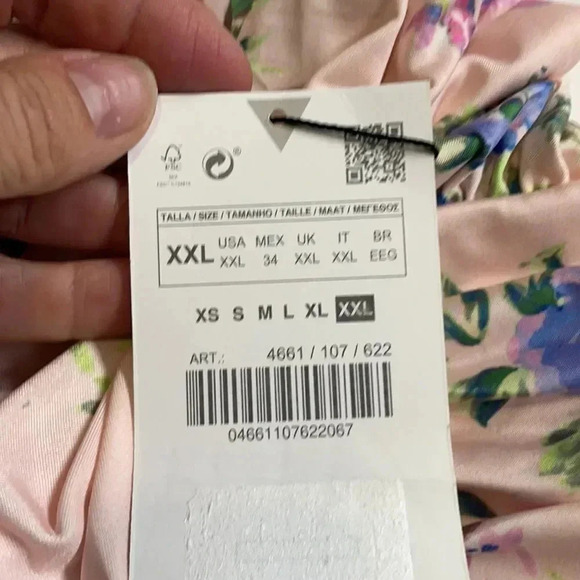 FSC
TALLA / SIZE / TAMANHO / TAILLE / MAAT / ΜΕΓΕΘΟΣ
XXL USA MEX UK IT BR
XXL 34 XXL XXL EEG
XS S M L XL XXL
ART.: 4661 / 107 / 622
04661107622067